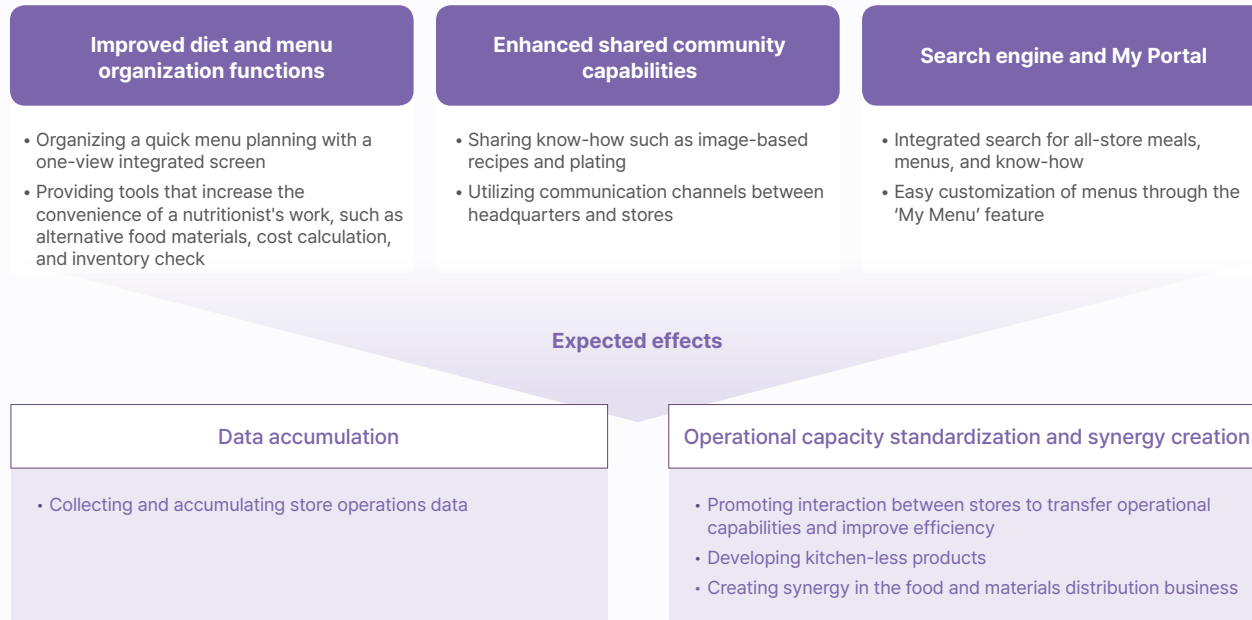 Improved diet and menu
organization functions
• Organizing a quick menu planning with a
one-view integrated screen
• Providing tools that increase the
convenience of a nutritionist's work, such as
alternative food materials, cost calculation,
and inventory check
Enhanced shared community
capabilities
• Sharing know-how such as image-based
recipes and plating
• Utilizing communication channels between
headquarters and stores
Search engine and My Portal
• Integrated search for all-store meals,
menus, and know-how
• Easy customization of menus through the
‘My Menu’ feature
Expected effects
Data accumulation
• Collecting and accumulating store operations data
Operational capacity standardization and synergy creation
• Promoting interaction between stores to transfer operational
capabilities and improve efficiency
• Developing kitchen-less products
• Creating synergy in the food and materials distribution business